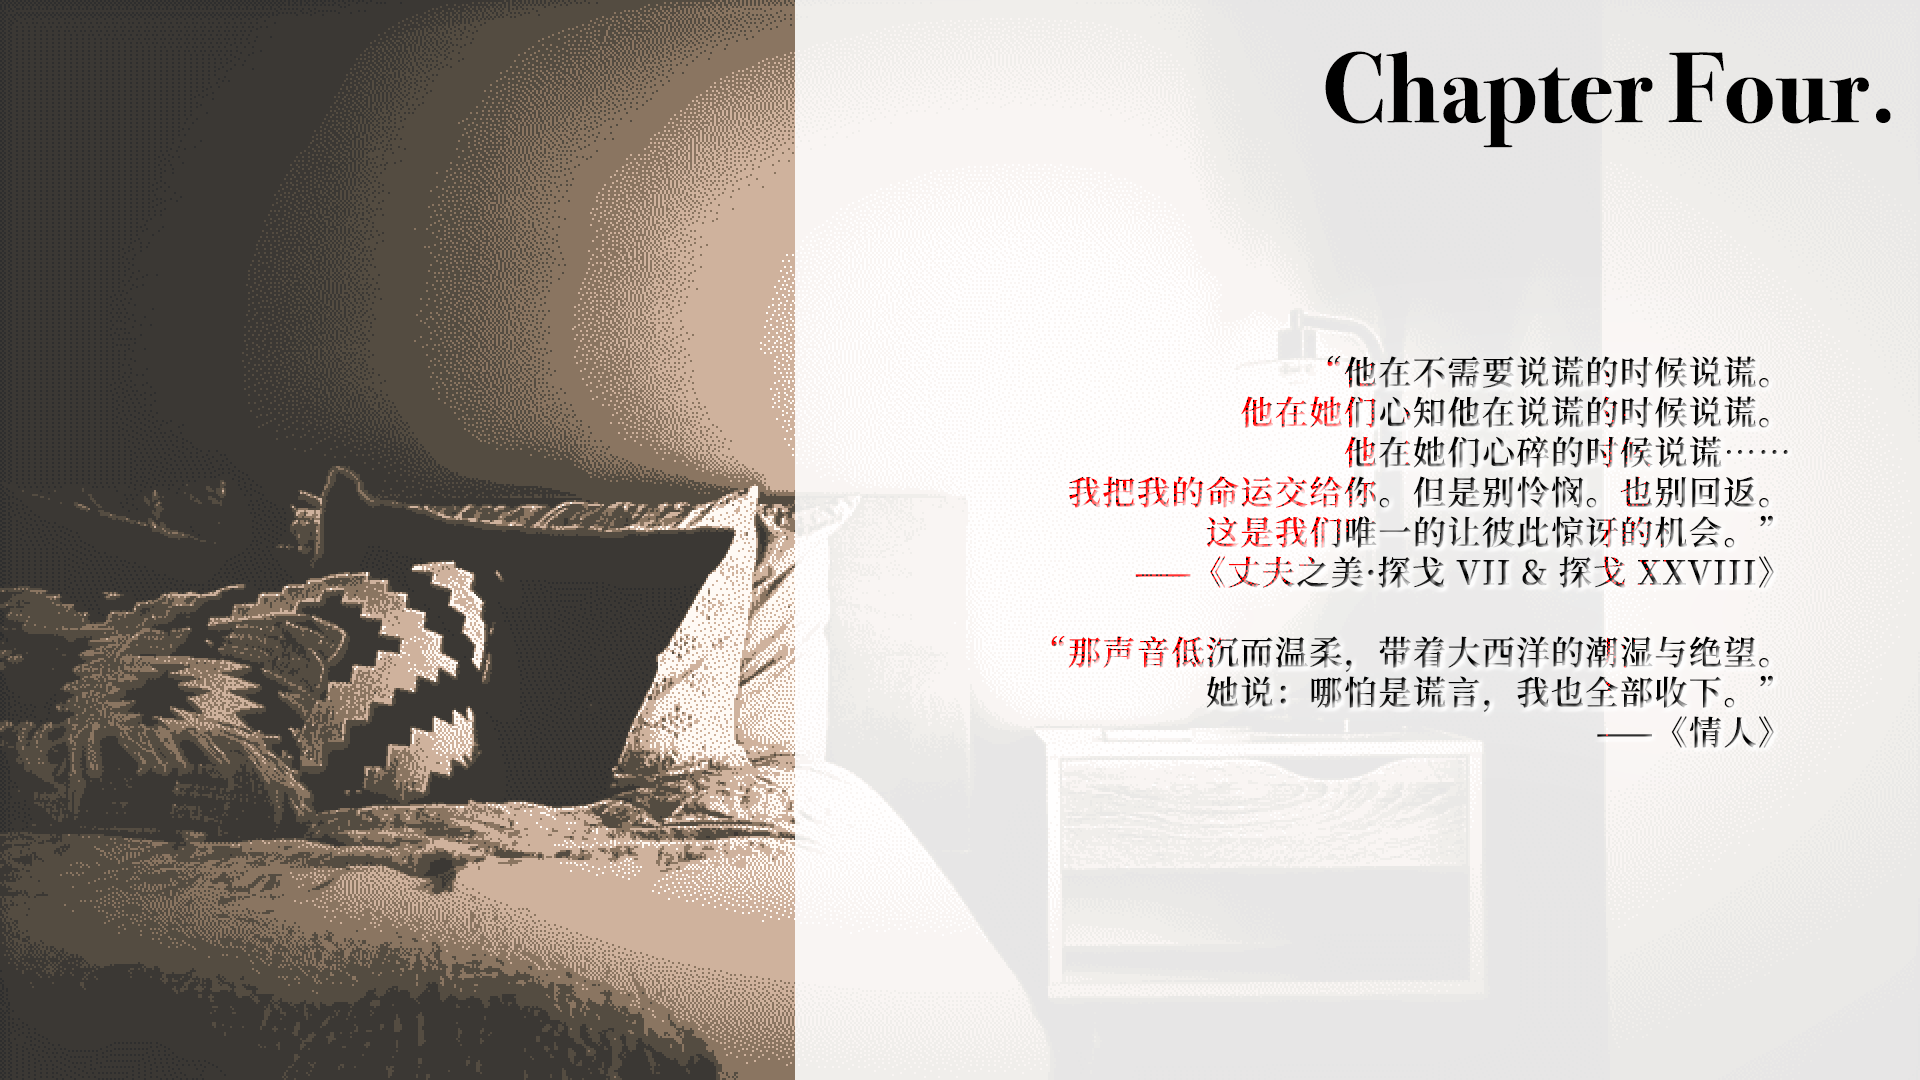 Chapter Four.
“他在不需要说谎的时候说谎。
他在她们心知他在说谎的时候说谎。
他在她们心碎的时候说谎……
我把我的命运交给你。但是别怜悯。也别回返。
这是我们唯一的让彼此惊讶的机会。”
——《丈夫之美·探戈 VII & 探戈 XXVIII》
“那声音低沉而温柔，带着大西洋的潮湿与绝望。
她说：哪怕是谎言，我也全部收下。”
——《情人》